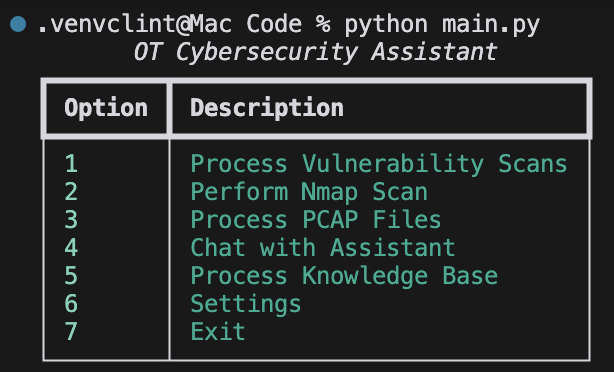 .venvclint@Mac Code % python main.py
OT Cybersecurity Assistant
Option Description
1 Process Vulnerability Scans
2 Perform Nmap Scan
3 Process PCAP Files
4 Chat with Assistant
5 Process Knowledge Base
6 Settings
7 Exit